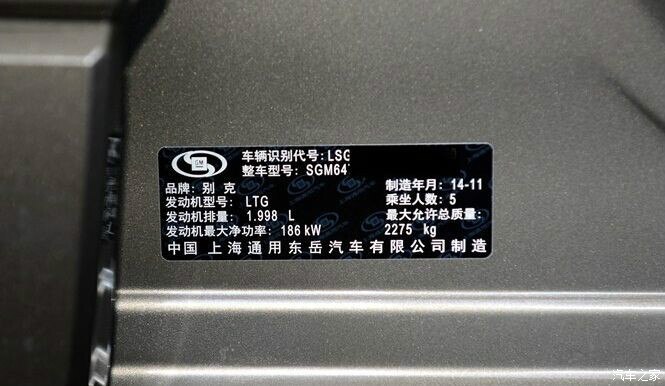 GM
车辆识别代号: LSG
整车型号: SGM64
品牌: 别克
制造年月: 14-11
发动机型号: LTG
乘坐人数: 5
发动机排量: 1.998 L
最大允许总质量:
发动机最大净功率: 186 kW
2275 kg
中国 上海通用东岳汽车有限公司制造
汽车之家